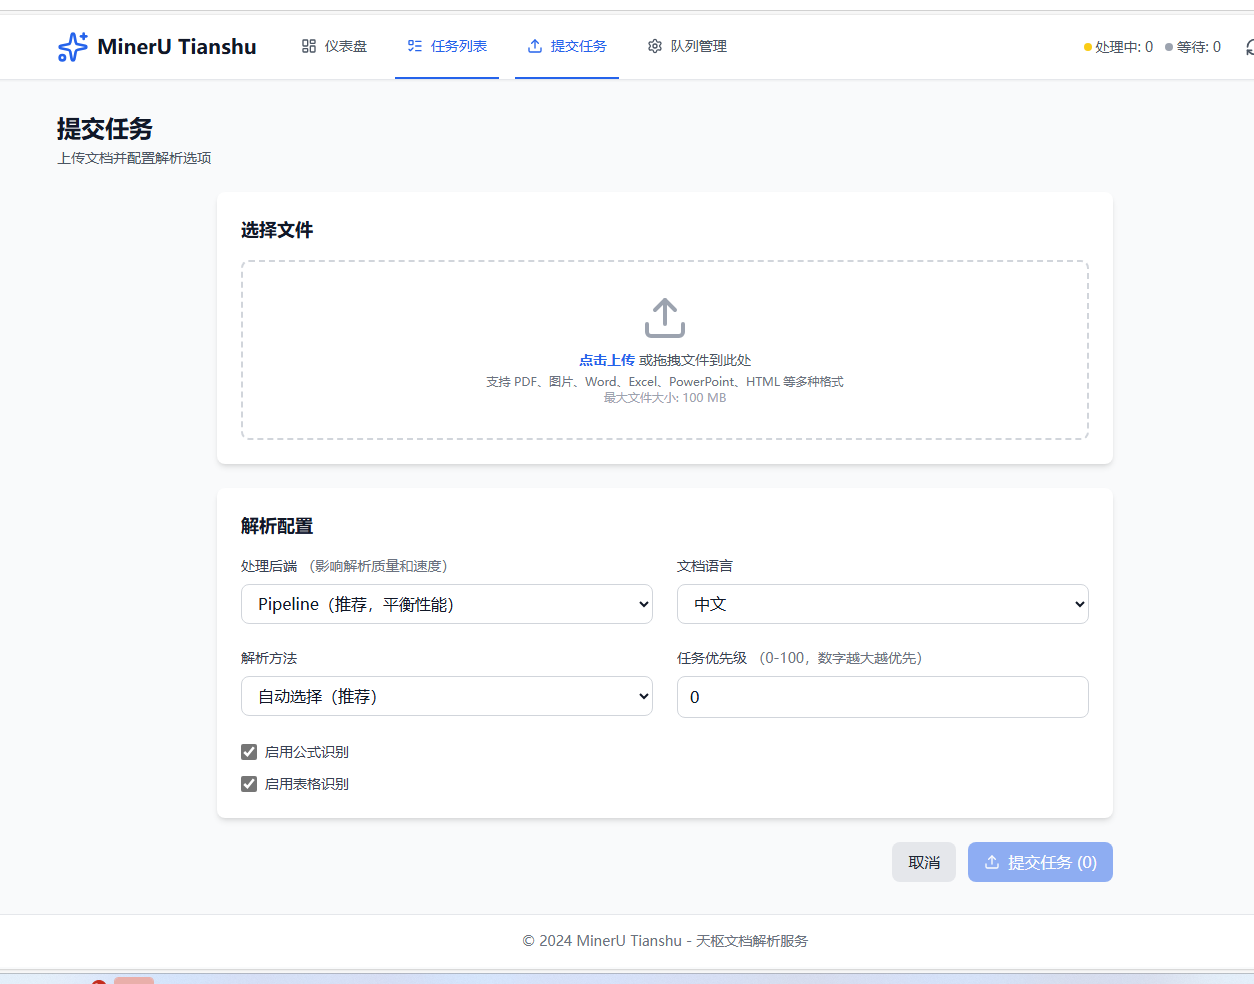 MinerU Tianshu
仪表盘
任务列表
提交任务
队列管理
处理中: 0
等待: 0
提交任务
上传文档并配置解析选项
选择文件
点击上传 或拖拽文件到此处
支持 PDF、图片、Word、Excel、PowerPoint、HTML 等多种格式
最大文件大小: 100 MB
解析配置
处理后端 （影响解析质量和速度）
文档语言
Pipeline（推荐，平衡性能）
中文
解析方法
任务优先级 （0-100，数字越大越优先）
自动选择（推荐）
0
启用公式识别
启用表格识别
取消
提交任务 (0)
© 2024 MinerU Tianshu - 天枢文档解析服务